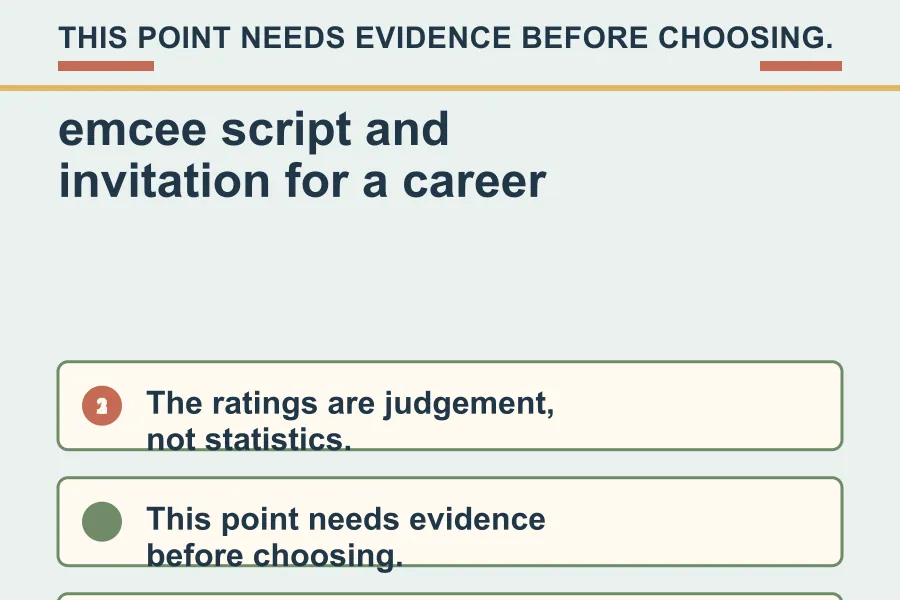 THIS POINT NEEDS EVIDENCE BEFORE CHOOSING.
emcee script and
invitation for a career
The ratings are judgement,
not statistics.
This point needs evidence
before choosing.